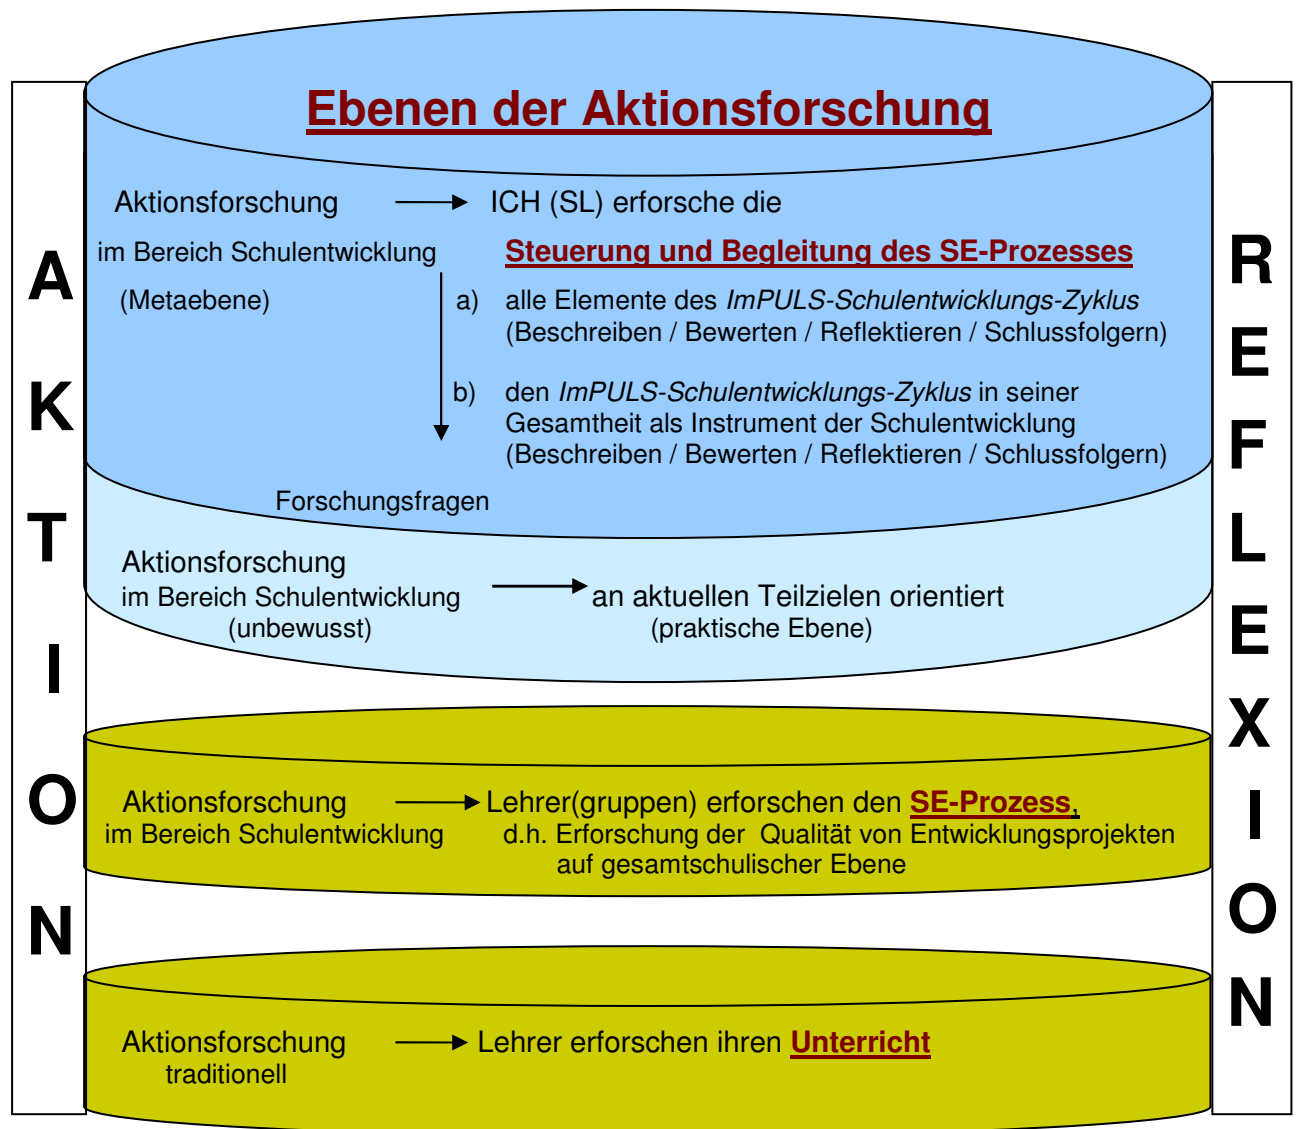 Ebenen der Aktionsforschung
AKTION
Aktionsforschung ICH (SL) erforsche die
im Bereich Schulentwicklung Steuerung und Begleitung des SE-Prozesses
(Metaebene) a) alle Elemente des ImPULS-Schulentwicklungs-Zyklus
(Beschreiben / Bewerten / Reflektieren / Schlussfolgern)
b) den ImPULS-Schulentwicklungs-Zyklus in seiner
Gesamtheit als Instrument der Schulentwicklung
(Beschreiben / Bewerten / Reflektieren / Schlussfolgern)
Forschungsfragen
Aktionsforschung
im Bereich Schulentwicklung an aktuellen Teilzielen orientiert
(unbewusst) (praktische Ebene)
Aktionsforschung Lehrer(gruppen) erforschen den SE-Prozess,
im Bereich Schulentwicklung d.h. Erforschung der Qualität von Entwicklungsprojekten
auf gesamtschulischer Ebene
Aktionsforschung Lehrer erforschen ihren Unterricht
traditionell
REFLEXION